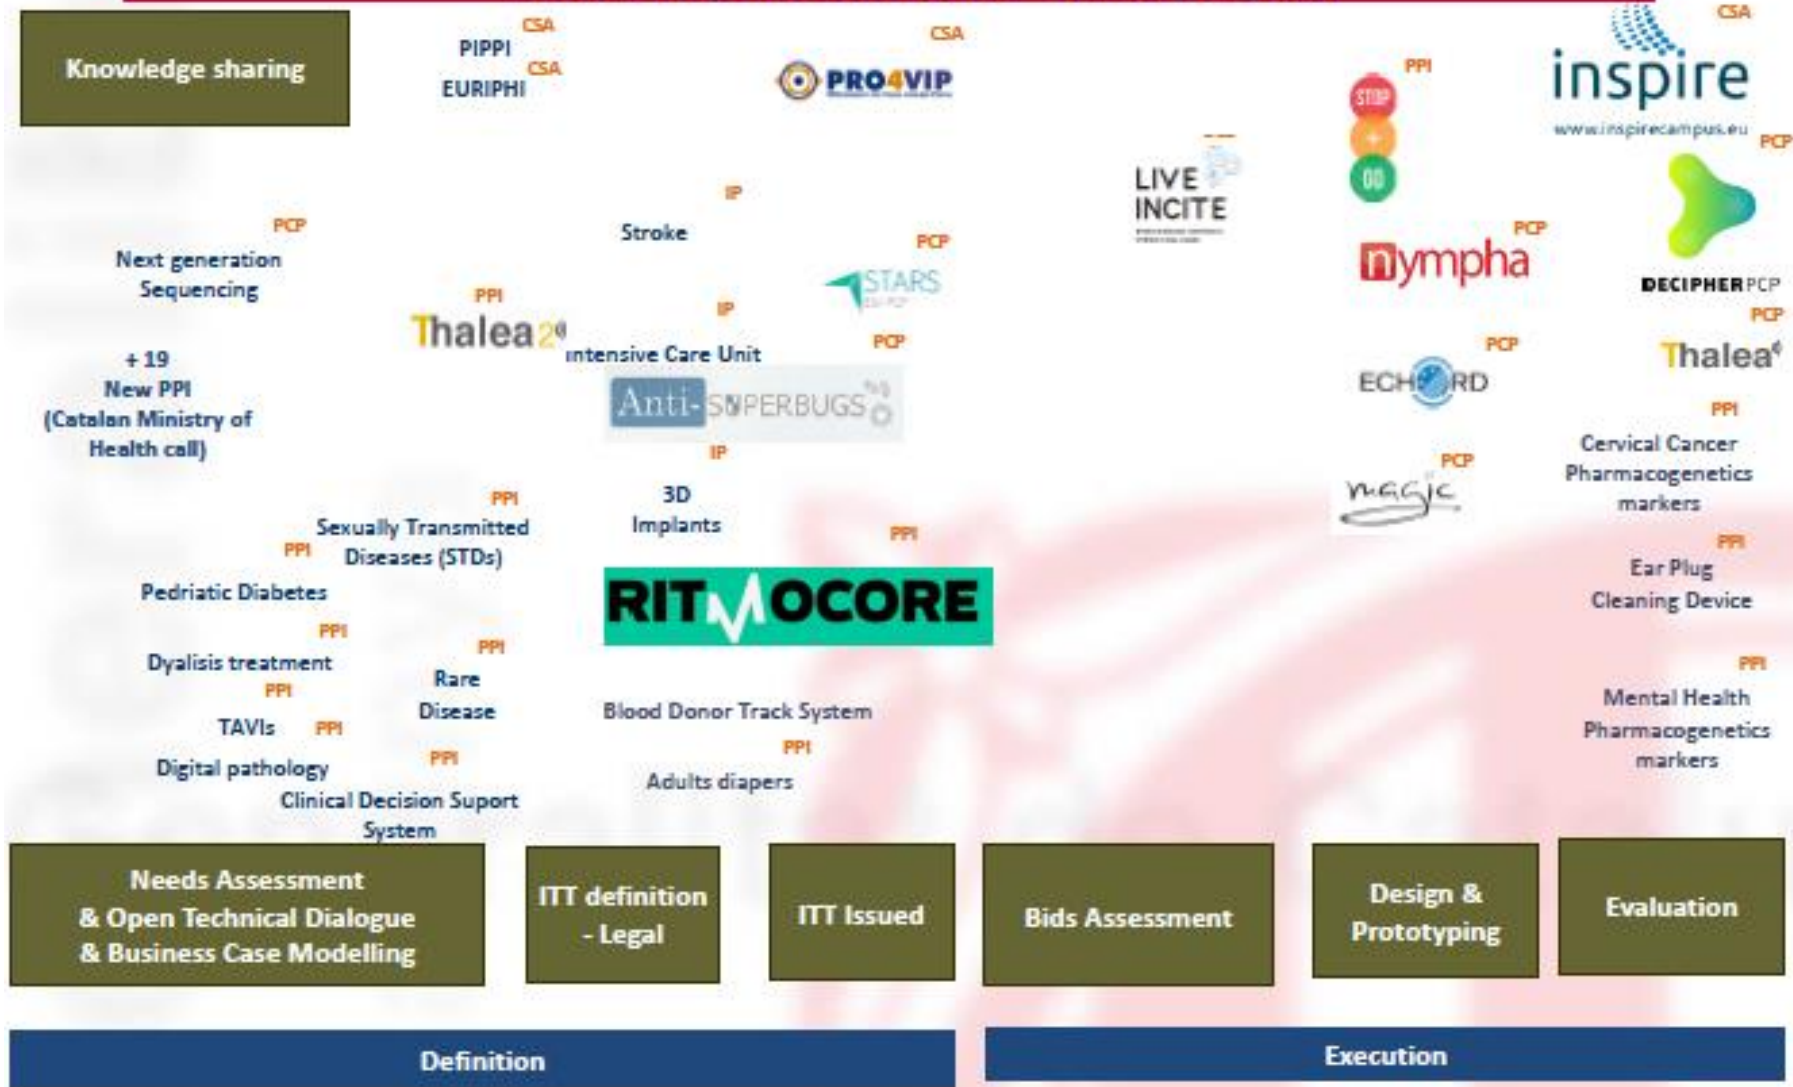 Knowledge sharing
CSA
PIPPI
CSA
EURIPHI
CSA
PRO4VIP
PPI
STOP
+
GO
CSA
inspire
www.inspirecampus.eu
PCP
Next generation
Sequencing
+ 19
New PPI
(Catalan Ministry of
Health call)
PPI
Thalea2
IP
Stroke
PCP
STARS
IP
Intensive Care Unit
PCP
Anti-SUPERBUGS
IP
3D
Implants
PPI
RITMOCORE
LIVE
INCITE
PCP
nympha
PCP
DECIPHER PCP
PCP
ECHORD
PCP
Thalea
PCP
magic
PPI
Cervical Cancer
Pharmacogenetics
markers
PPI
Ear Plug
Cleaning Device
PPI
Mental Health
Pharmacogenetics
markers
PPI
Sexually Transmitted
Diseases (STDs)
PPI
Pedriatic Diabetes
PPI
Dyalisis treatment
PPI
Rare
Disease
PPI
TAVIs
PPI
Digital pathology
PPI
Clinical Decision Suport
System
Blood Donor Track System
PPI
Adults diapers
Needs Assessment
& Open Technical Dialogue
& Business Case Modelling
ITT definition
- Legal
ITT Issued
Bids Assessment
Design &
Prototyping
Evaluation
Definition
Execution